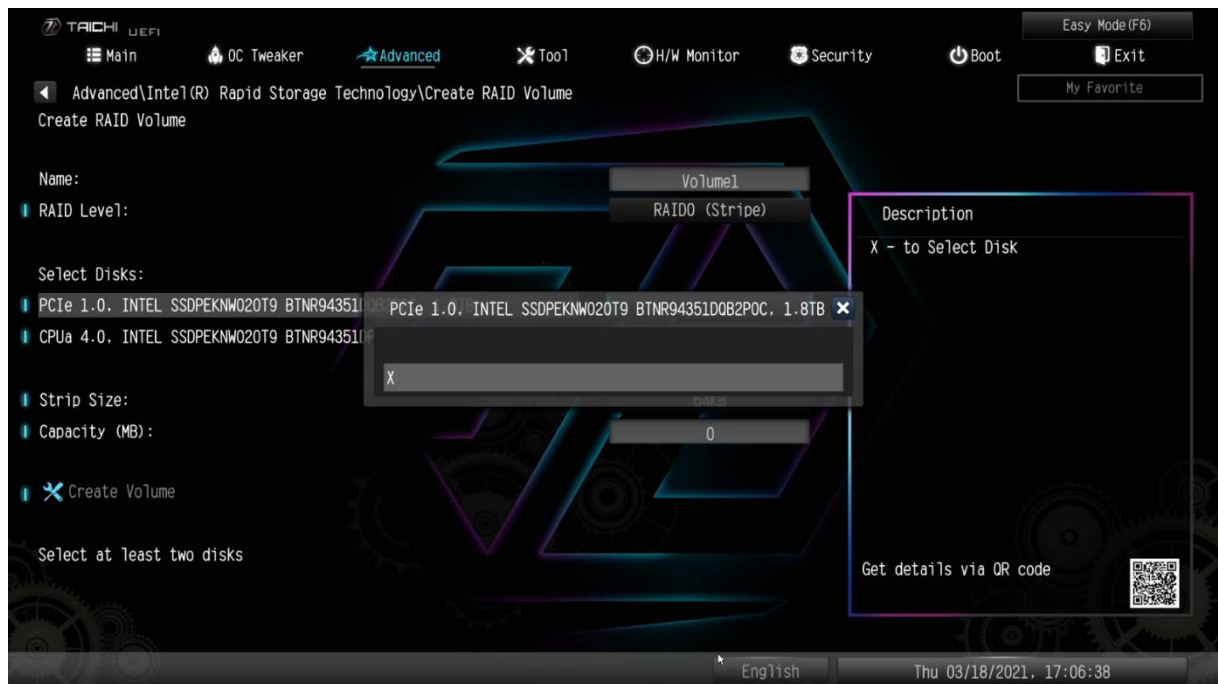 TAICHI UEFI
Easy Mode(F6)
Main OC Tweaker Advanced Tool H/W Monitor Security Boot Exit
Advanced\Intel(R) Rapid Storage Technology\Create RAID Volume
My Favorite
Create RAID Volume
Name: Volume1
RAID Level: RAID0 (Stripe)
Select Disks:
PCIe 1.0, INTEL SSDPEKNW020T9 BTNR94351
CPUa 4.0, INTEL SSDPEKNW020T9 BTNR94351
PCIe 1.0, INTEL SSDPEKNW020T9 BTNR94351DQB2P0C, 1.8TB
X
Strip Size: 64KB
Capacity (MB): 0
Create Volume
Select at least two disks
Description
X - to Select Disk
Get details via QR code
English
Thu 03/18/2021, 17:06:38